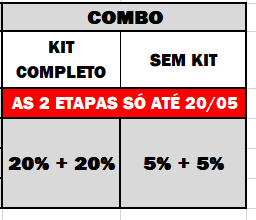 COMBO
KIT
COMPLETO
SEM KIT
AS 2 ETAPAS SÓ ATÉ 20/05
20% + 20%
5% + 5%